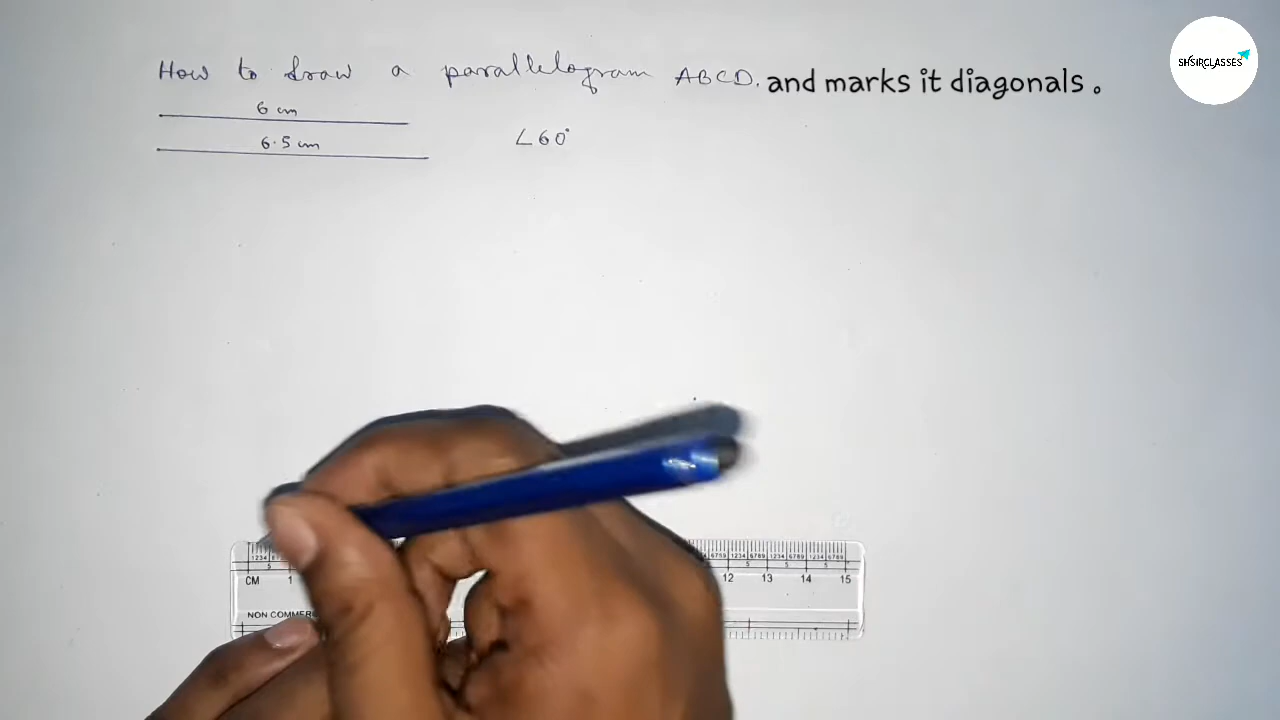 How to draw a parallelogram ABCD. and marks it diagonals.
6 cm
6.5 cm
∠60°
SHSIRCLASSES
CM 1 12 13 14 15
NON COMMER